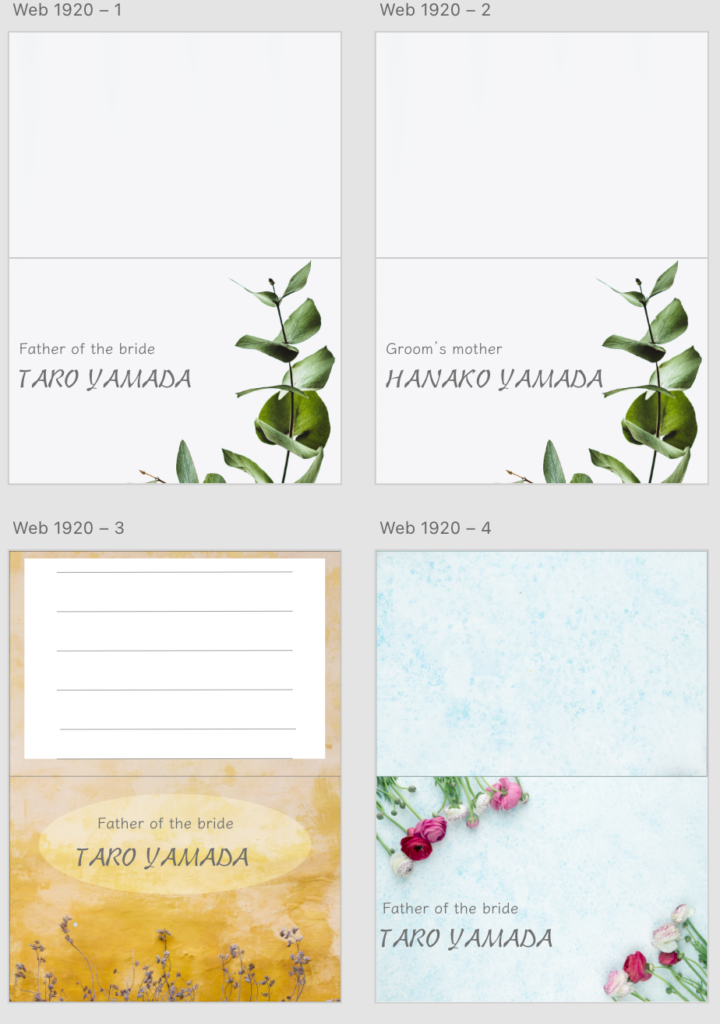 Web 1920 – 1
Web 1920 – 2
Father of the bride
TARO YAMADA
Groom's mother
HANAKO YAMADA
Web 1920 – 3
Web 1920 – 4
Father of the bride
TARO YAMADA
Father of the bride
TARO YAMADA